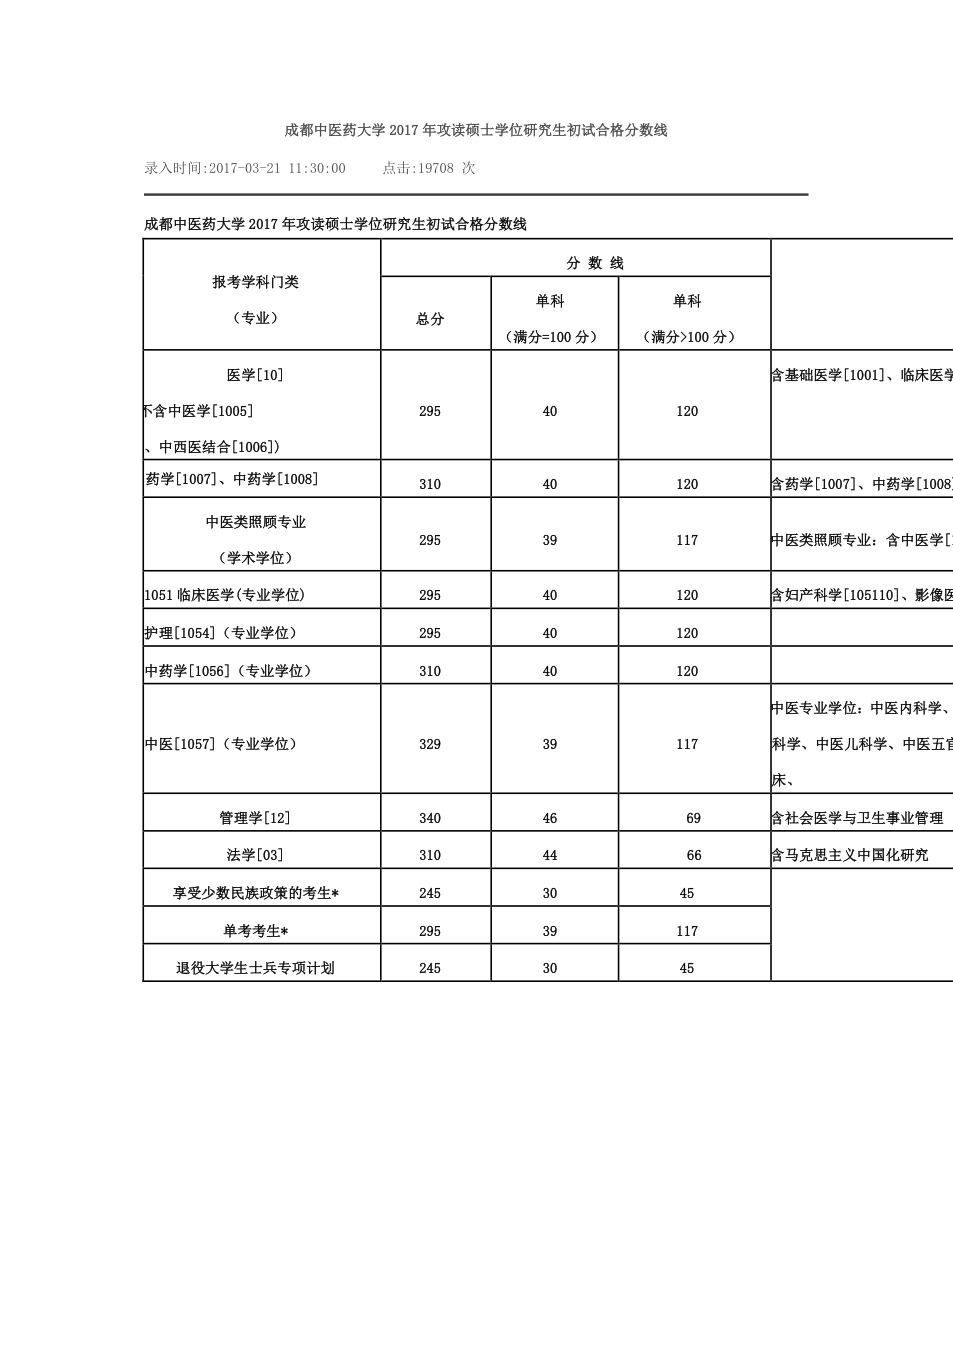 成都中医药大学 2017 年攻读硕士学位研究生初试合格分数线
录入时间:2017-03-21 11:30:00 点击:19708 次
成都中医药大学 2017 年攻读硕士学位研究生初试合格分数线
报考学科门类
（专业）
分 数 线
总分
单科
（满分=100 分）
单科
（满分>100 分）
医学[10]
不含中医学[1005]
、中西医结合[1006])
295 40 120 含基础医学[1001]、临床医学
药学[1007]、中药学[1008] 310 40 120 含药学[1007]、中药学[1008]
中医类照顾专业
（学术学位）
295 39 117 中医类照顾专业：含中医学[
1051 临床医学(专业学位) 295 40 120 含妇产科学[105110]、影像医
护理[1054]（专业学位） 295 40 120
中药学[1056]（专业学位） 310 40 120
中医[1057]（专业学位） 329 39 117
中医专业学位：中医内科学、
科学、中医儿科学、中医五官
床、
管理学[12] 340 46 69 含社会医学与卫生事业管理
法学[03] 310 44 66 含马克思主义中国化研究
享受少数民族政策的考生* 245 30 45
单考考生* 295 39 117
退役大学生士兵专项计划 245 30 45